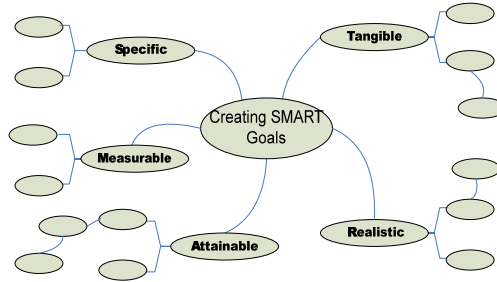 Specific
Tangible
Creating SMART
Goals
Measurable
Attainable
Realistic